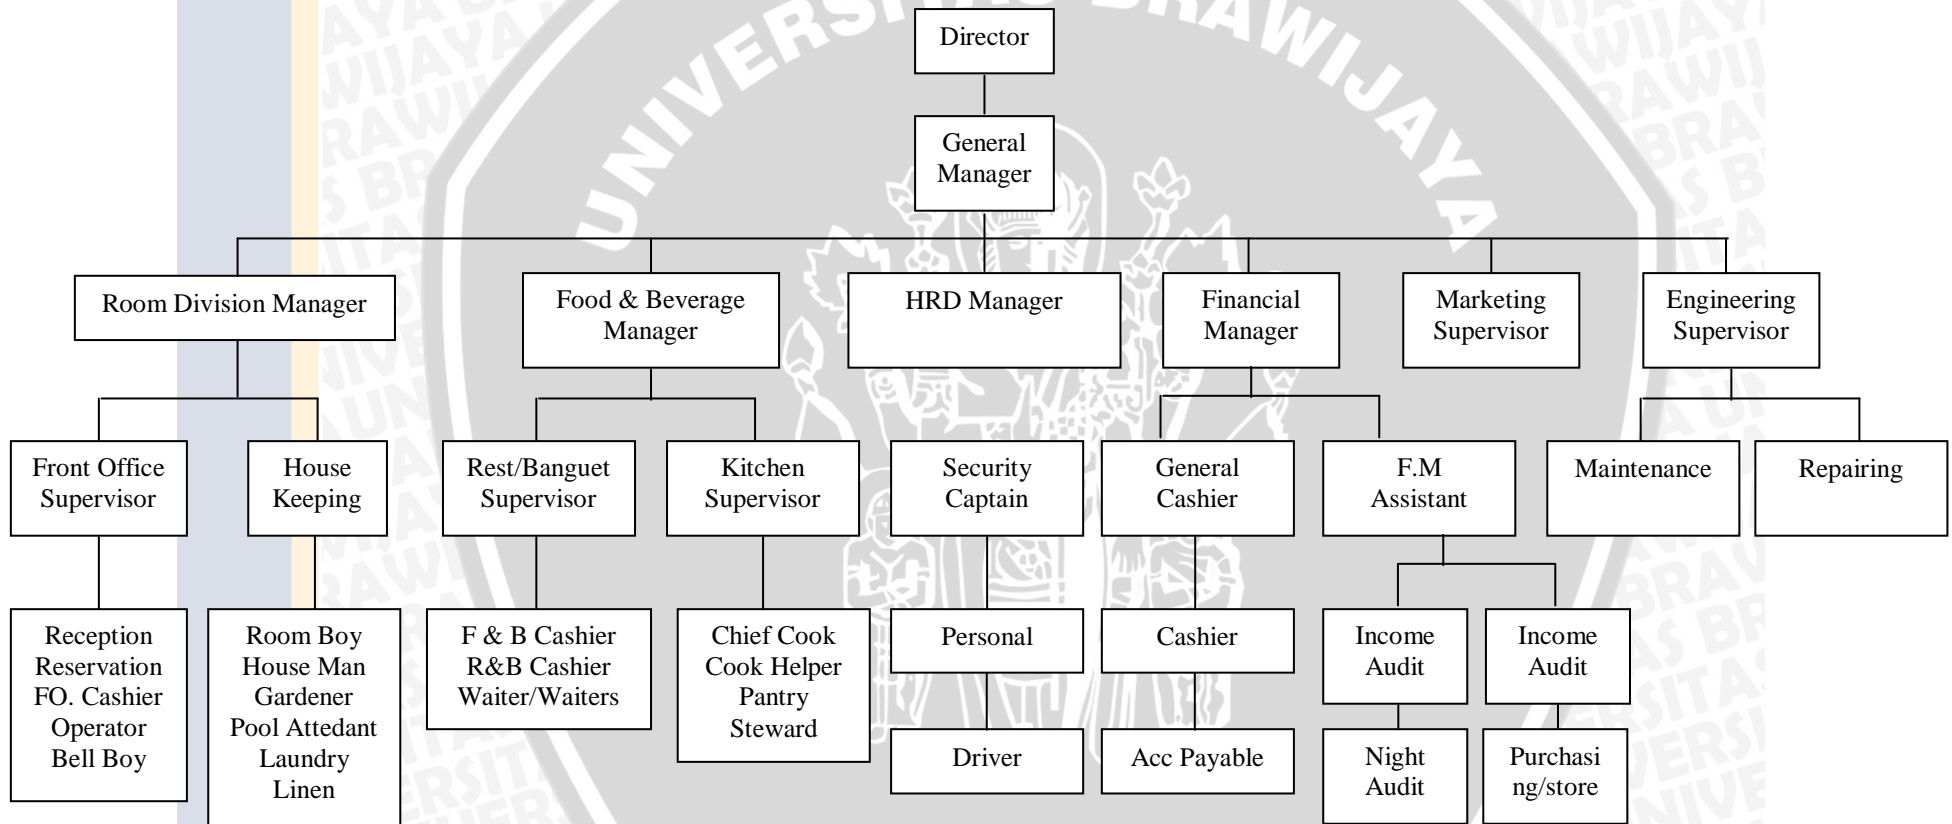 UNIVERSITAS BRAWIJAYA
Director
General
Manager
Room Division Manager
Food & Beverage
Manager
HRD Manager
Financial
Manager
Marketing
Supervisor
Engineering
Supervisor
Front Office
Supervisor
House
Keeping
Rest/Banguet
Supervisor
Kitchen
Supervisor
Security
Captain
General
Cashier
F.M
Assistant
Maintenance
Repairing
Reception
Reservation
FO. Cashier
Operator
Bell Boy
Room Boy
House Man
Gardener
Pool Attedant
Laundry
Linen
F & B Cashier
R&B Cashier
Waiter/Waiters
Chief Cook
Cook Helper
Pantry
Steward
Personal
Driver
Cashier
Acc Payable
Income
Audit
Night
Audit
Income
Audit
Purchasi
ng/store